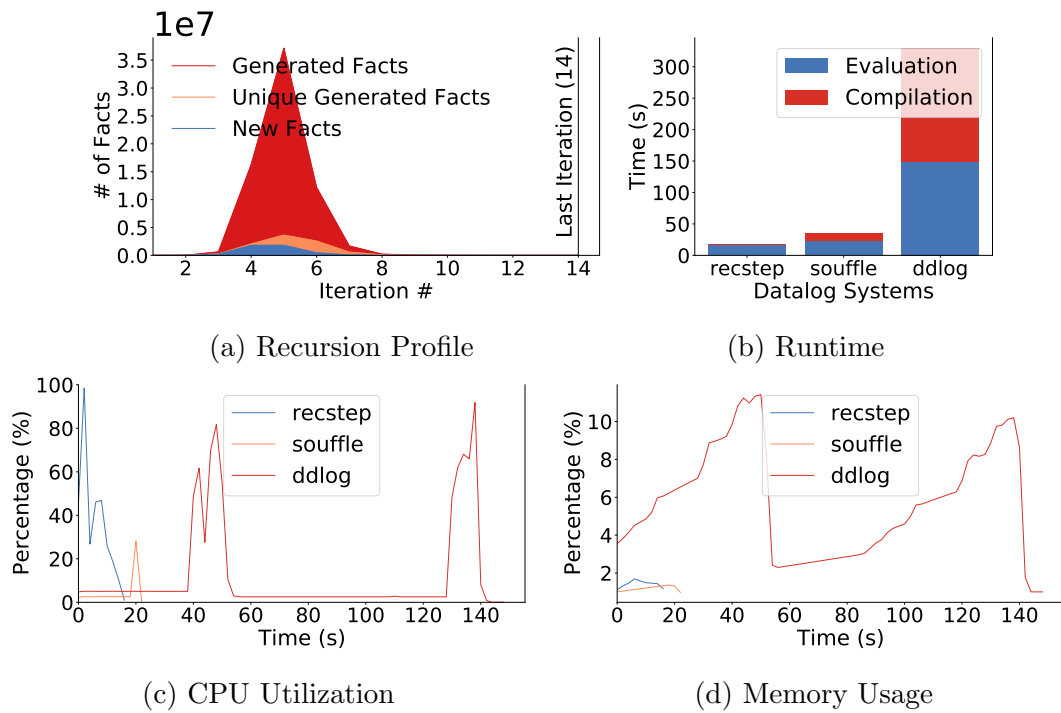 1e7
3.5
3.0
2.5
2.0
1.5
1.0
0.5
0.0
# of Facts
Generated Facts
Unique Generated Facts
New Facts
Last Iteration (14)
2 4 6 8 10 12 14
Iteration #
(a) Recursion Profile
300
250
200
150
100
50
0
Time (s)
Evaluation
Compilation
recstep souffle ddlog
Datalog Systems
(b) Runtime
100
80
60
40
20
0
Percentage (%)
recstep
souffle
ddlog
0 20 40 60 80 100 120 140
Time (s)
(c) CPU Utilization
10
8
6
4
2
Percentage (%)
recstep
souffle
ddlog
0 20 40 60 80 100 120 140
Time (s)
(d) Memory Usage